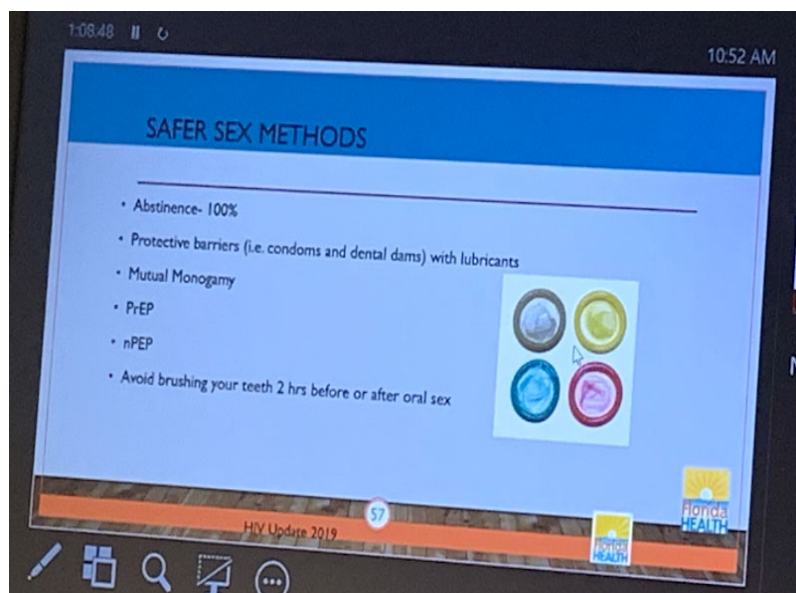 1:08:48
10:52 AM
SAFER SEX METHODS
• Abstinence- 100%
• Protective barriers (i.e. condoms and dental dams) with lubricants
• Mutual Monogamy
• PrEP
• nPEP
• Avoid brushing your teeth 2 hrs before or after oral sex
57
HIV Update 2019
Florida
HEALTH
Florida
HEALTH